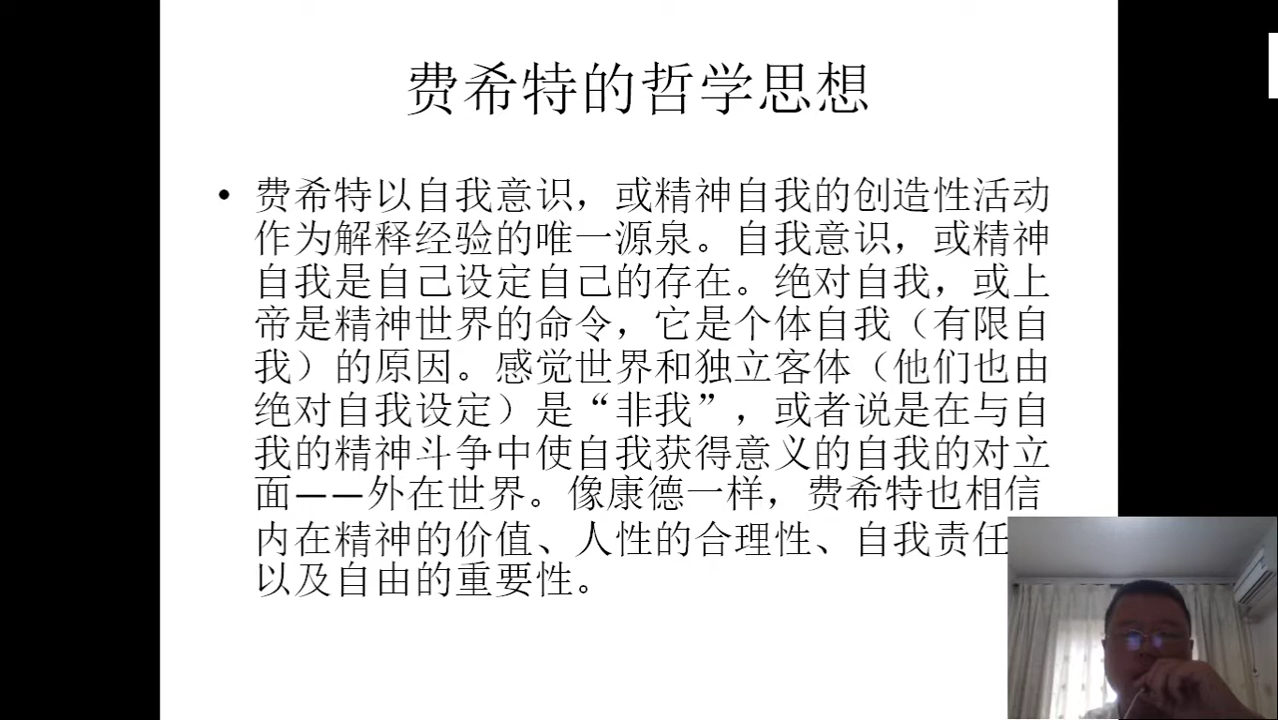 费希特的哲学思想
• 费希特以自我意识，或精神自我的创造性活动
作为解释经验的唯一源泉。自我意识，或精神
自我是自己设定自己的存在。绝对自我，或上
帝是精神世界的命令，它是个体自我（有限自
我）的原因。感觉世界和独立客体（他们也由
绝对自我设定）是“非我”，或者说是在与自
我的精神斗争中使自我获得意义的自我的对立
面——外在世界。像康德一样，费希特也相信
内在精神的价值、人性的合理性、自我责任
以及自由的重要性。